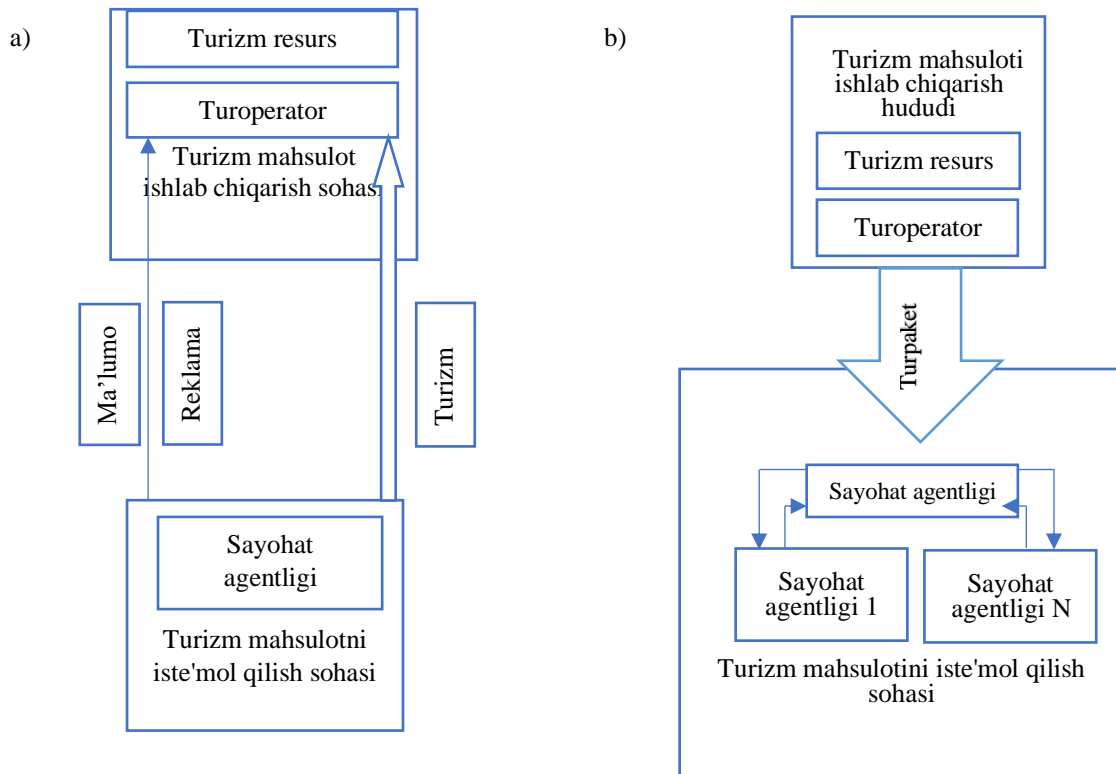 a)
Turizm resurs
Turoperator
Turizm mahsulot
ishlab chiqarish sohasi
Ma’lumo
Reklama
Turizm
Sayohat
agentligi
Turizm mahsulotni
iste'mol qilish sohasi
b)
Turizm mahsuloti
ishlab chiqarish
hududi
Turizm resurs
Turoperator
Turpaket
Sayohat agentligi
Sayohat
agentligi 1
Sayohat
agentligi N
Turizm mahsulotini iste'mol qilish
sohasi